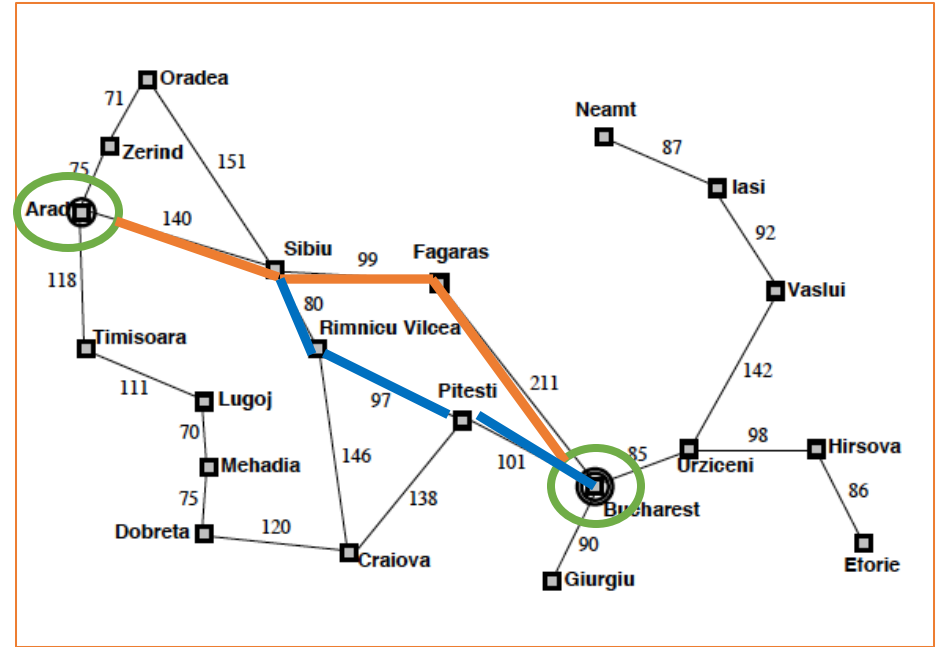 Oradea
71
Neamt
87
Zerind
151
75
Iasi
Arad
140
92
Sibiu
99
Fagaras
118
80
Vaslui
Rimnicu Vilcea
Timisoara
142
111
211
Pitesti
97
Lugoj
70
98
Hirsova
146
101
85
Urziceni
Mehadia
75
138
86
Bucharest
Dobreta
120
90
Craiova
Eforie
Giurgiu